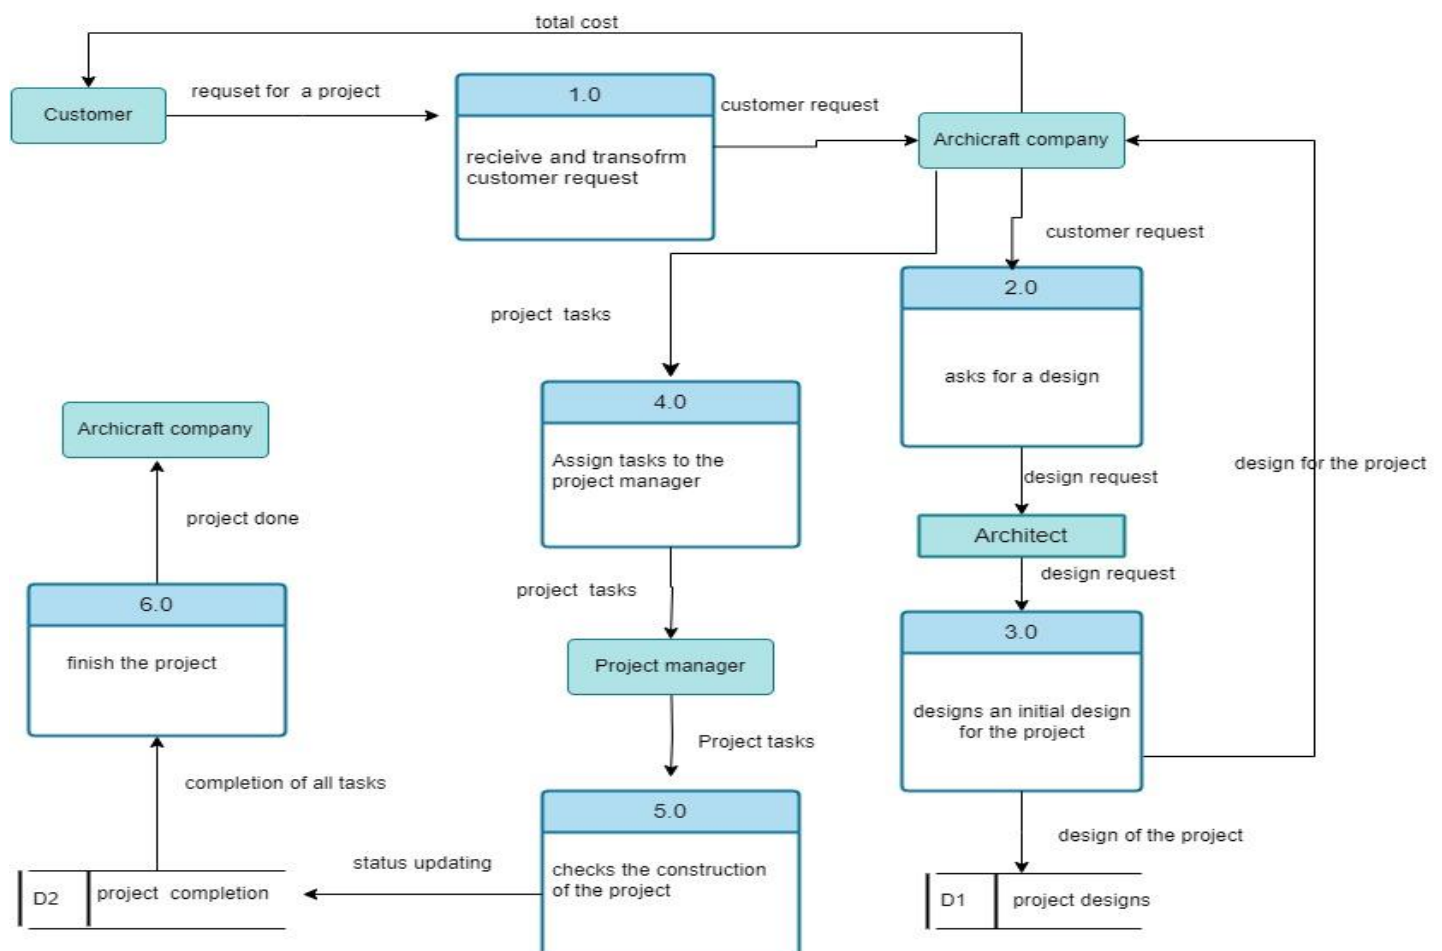 total cost
requset for a project
Customer
1.0
recieive and transofrm
customer request
customer request
Archicraft company
customer request
2.0
asks for a design
project tasks
4.0
Assign tasks to the
project manager
Archicraft company
design for the project
design request
Architect
design request
project done
project tasks
6.0
finish the project
3.0
designs an initial design
for the project
Project manager
Project tasks
completion of all tasks
5.0
checks the construction
of the project
design of the project
status updating
D2
project completion
D1
project designs